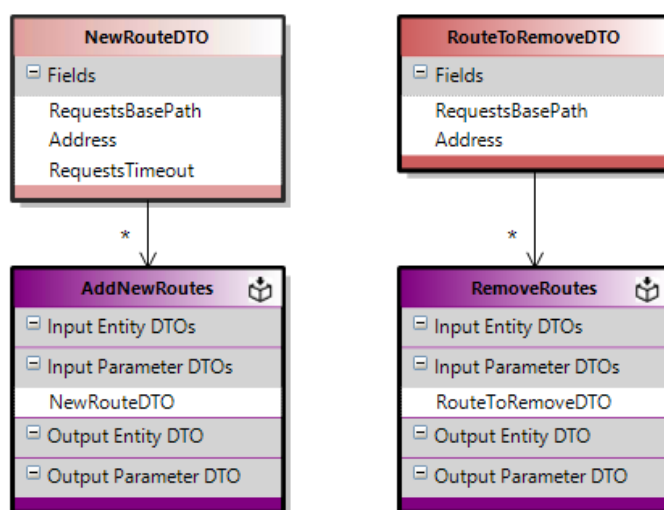 NewRouteDTO
Fields
RequestsBasePath
Address
RequestsTimeout
*
AddNewRoutes
Input Entity DTOs
Input Parameter DTOs
NewRouteDTO
Output Entity DTO
Output Parameter DTO
RouteToRemoveDTO
Fields
RequestsBasePath
Address
*
RemoveRoutes
Input Entity DTOs
Input Parameter DTOs
RouteToRemoveDTO
Output Entity DTO
Output Parameter DTO